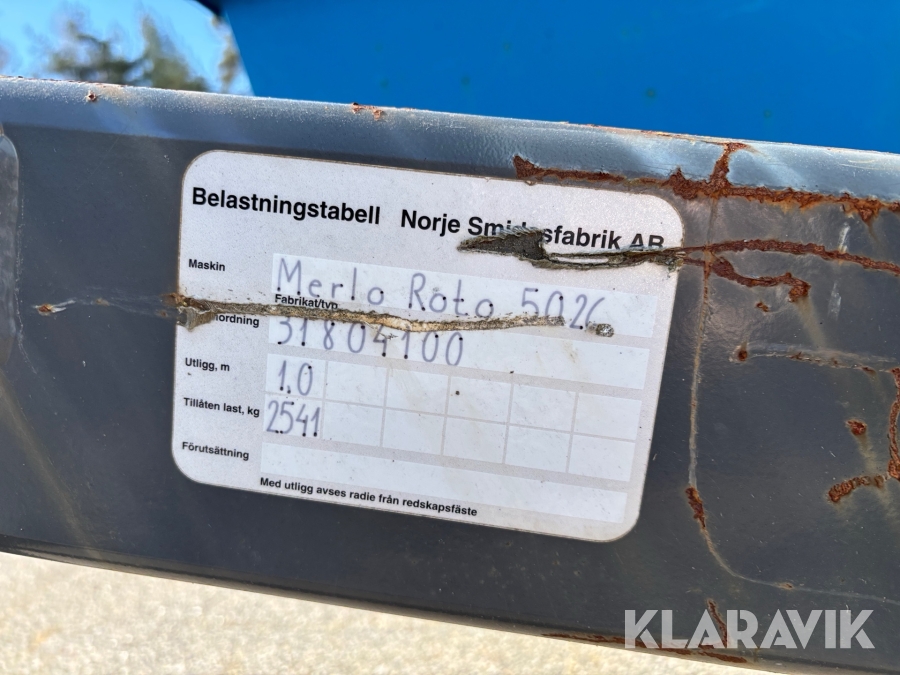 Belastningstabell Norje Smidesfabrik AB
Maskin Merlo Roto 5026
Fabrikat/typ
ordning 31804100
Utligg, m 1.0
Tillåten last, kg 2541
Förutsättning
Med utligg avses radie från redskapsfäste
KLARAVIK